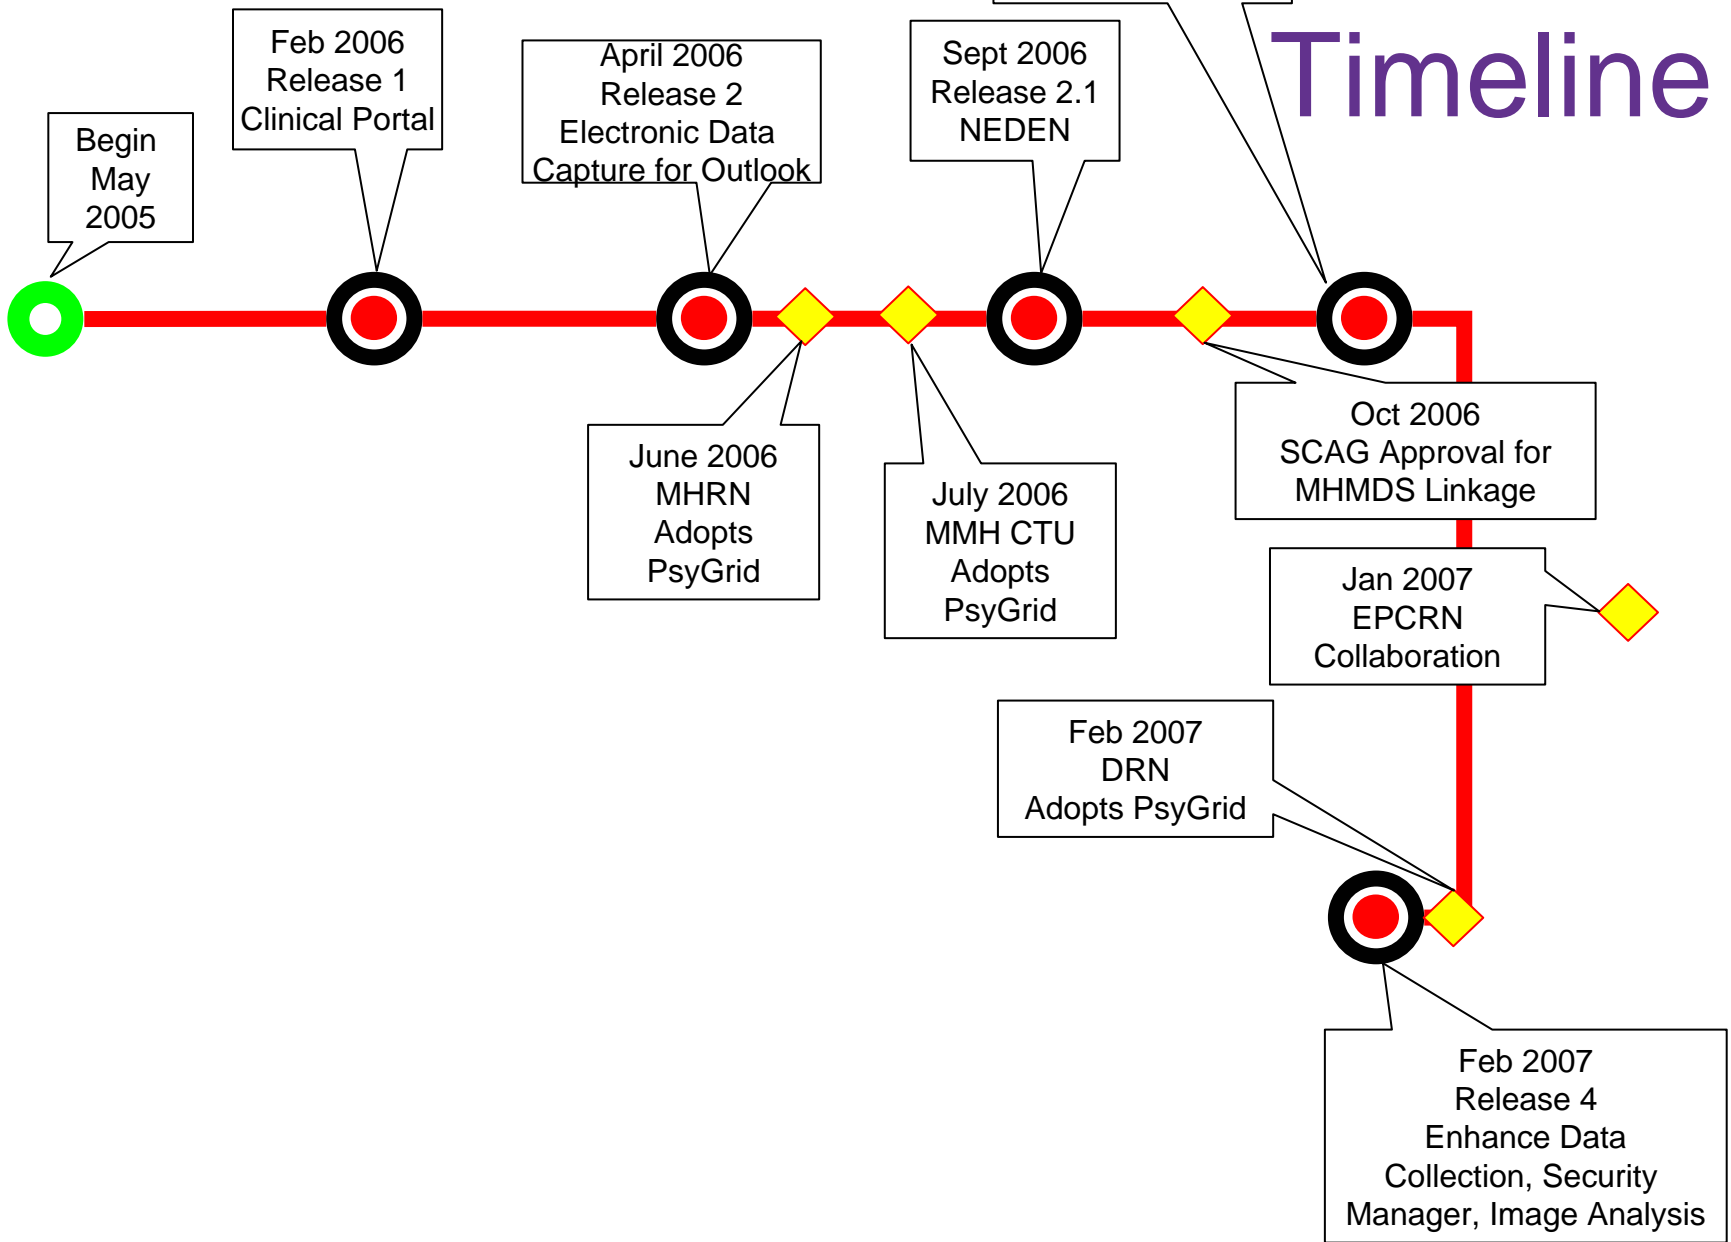 Timeline
Begin
May
2005
Feb 2006
Release 1
Clinical Portal
April 2006
Release 2
Electronic Data
Capture for Outlook
Sept 2006
Release 2.1
NEDEN
June 2006
MHRN
Adopts
PsyGrid
July 2006
MMH CTU
Adopts
PsyGrid
Oct 2006
SCAG Approval for
MHMDS Linkage
Jan 2007
EPCRN
Collaboration
Feb 2007
DRN
Adopts PsyGrid
Feb 2007
Release 4
Enhance Data
Collection, Security
Manager, Image Analysis